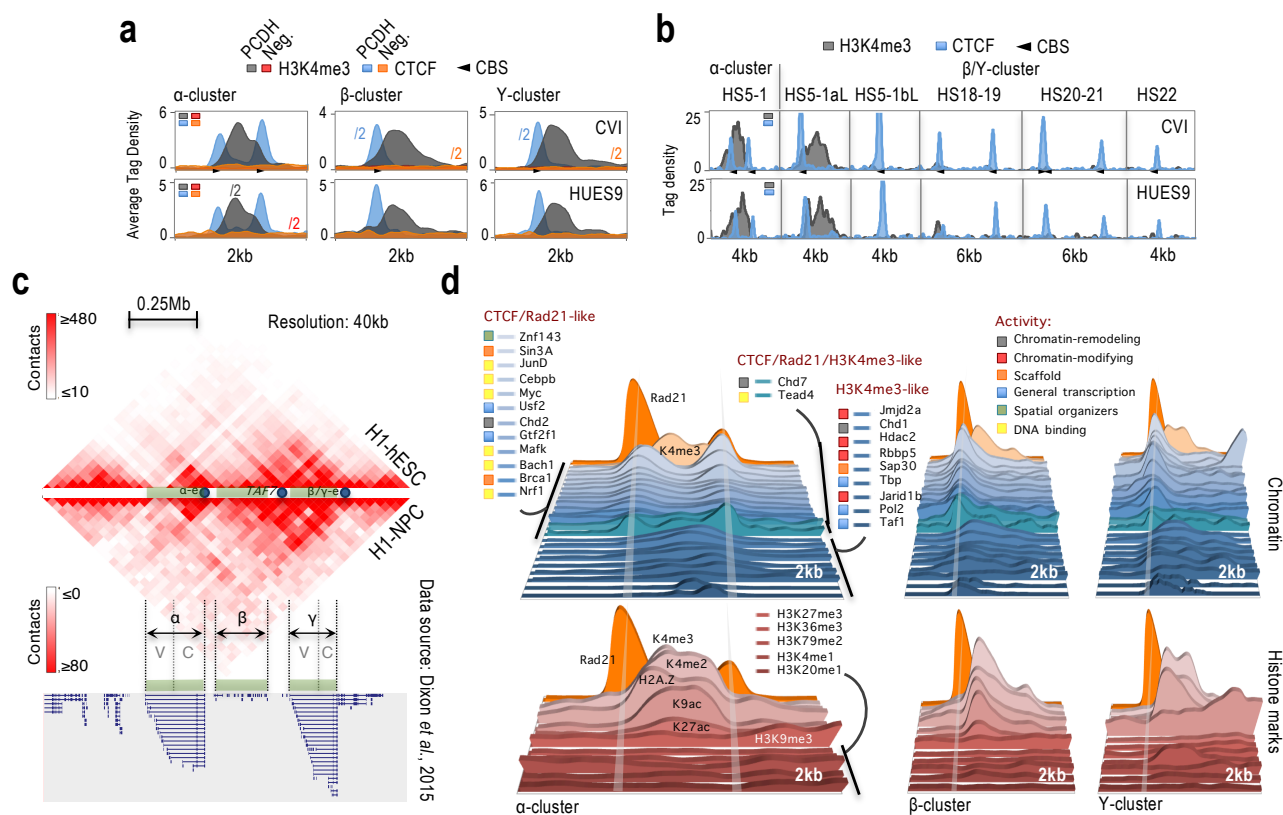 a
PCDH
Neg.
H3K4me3
PCDH
Neg.
CTCF
CBS
α-cluster
β-cluster
Υ-cluster
Average Tag Density
6
0
4
0
/2
/2
4
0
/2
/2
CVI
5
0
/2
/2
5
0
6
0
HUES9
2kb
2kb
2kb
b
H3K4me3
CTCF
CBS
α-cluster
β/Υ-cluster
HS5-1
HS5-1aL
HS5-1bL
HS18-19
HS20-21
HS22
Tag density
25
0
CVI
25
0
HUES9
4kb
4kb
4kb
6kb
6kb
4kb
c
0.25Mb
Resolution: 40kb
Contacts
≥480
≤10
H1-hESC
α-e
TAF7
β/γ-e
H1-NPC
Contacts
≤0
≥80
α
β
γ
V
C
V
C
Data source: Dixon et al., 2015
d
CTCF/Rad21-like
Znf143
Sin3A
JunD
Cebpb
Myc
Usf2
Chd2
Gtf2f1
Mafk
Bach1
Brca1
Nrf1
CTCF/Rad21/H3K4me3-like
Chd7
Tead4
H3K4me3-like
Jmjd2a
Chd1
Hdac2
Rbbp5
Sap30
Tbp
Jarid1b
Pol2
Taf1
Activity:
Chromatin-remodeling
Chromatin-modifying
Scaffold
General transcription
Spatial organizers
DNA binding
Rad21
K4me3
2kb
2kb
2kb
Chromatin
H3K27me3
H3K36me3
H3K79me2
H3K4me1
H3K20me1
Rad21
K4me3
K4me2
H2A.Z
K9ac
K27ac
H3K9me3
2kb
2kb
2kb
Histone marks
α-cluster
β-cluster
Υ-cluster